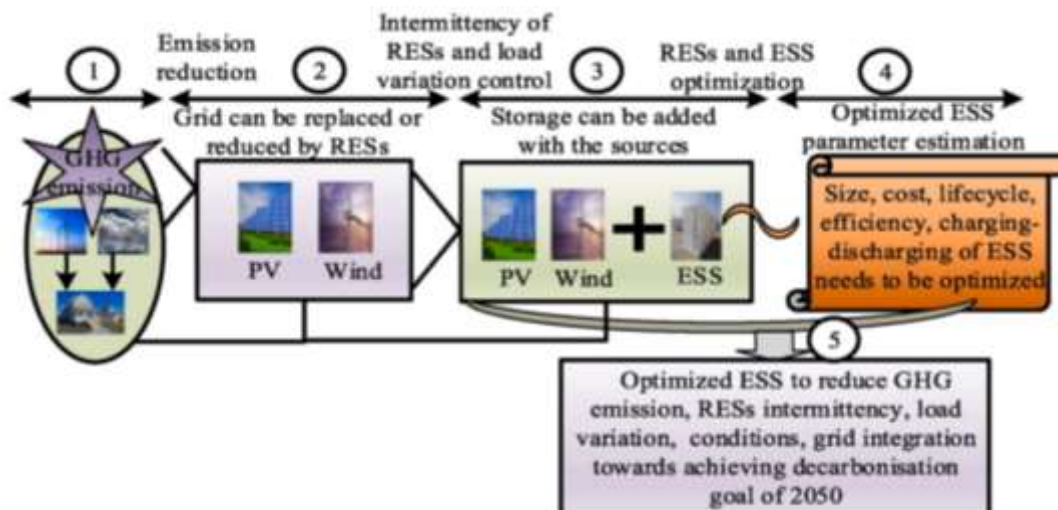 1
Emission
reduction
2
Intermittency of
RESs and load
variation control
3
RESs and ESS
optimization
4
GHG
emission
Grid can be replaced or
reduced by RESs
PV
Wind
Storage can be added
with the sources
PV
Wind
+
ESS
Optimized ESS
parameter estimation
Size, cost, lifecycle,
efficiency, charging-
discharging of ESS
needs to be optimized
5
Optimized ESS to reduce GHG
emission, RESs intermittency, load
variation, conditions, grid integration
towards achieving decarbonisation
goal of 2050